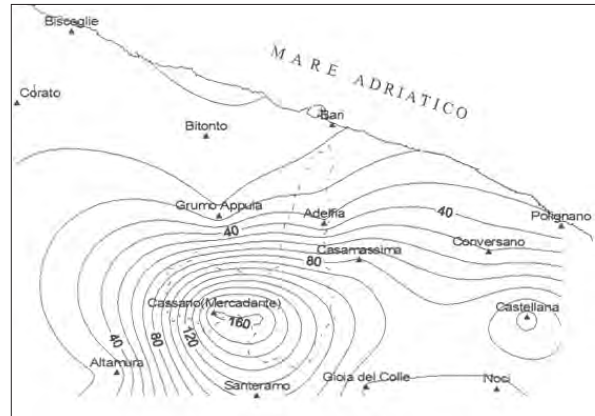 Bisceglie
MARE ADRIATICO
Corato
Bari
Bitonto
Grumo Appula
Adelfia
40
Polignano
40
Casamassima
Conversano
80
Cassano(Mercadante)
160
Castellana
120
80
40
Altamura
Santeramo
Gioia del Colle
Noci